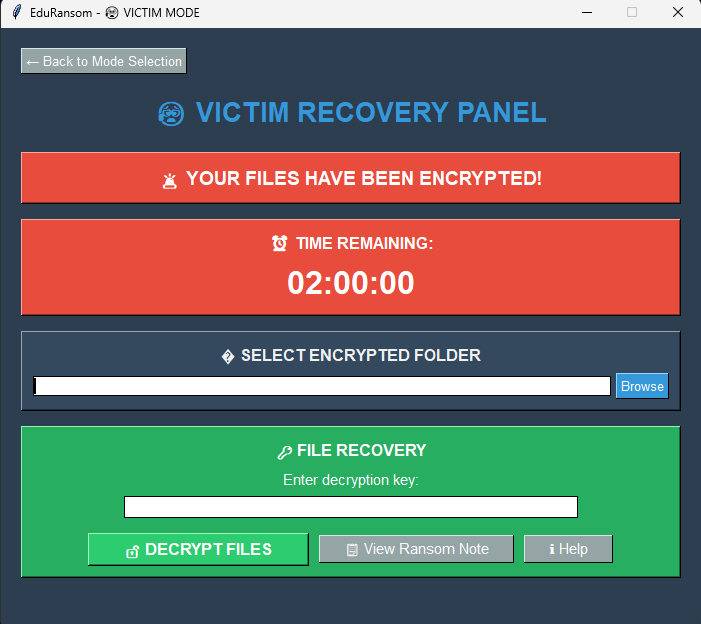 EduRansom - 😭 VICTIM MODE
← Back to Mode Selection
😭 VICTIM RECOVERY PANEL
🚨 YOUR FILES HAVE BEEN ENCRYPTED!
⏰ TIME REMAINING:
02:00:00
� SELECT ENCRYPTED FOLDER
Browse
🔑 FILE RECOVERY
Enter decryption key:
🔓 DECRYPT FILES
📋 View Ransom Note
ℹ Help